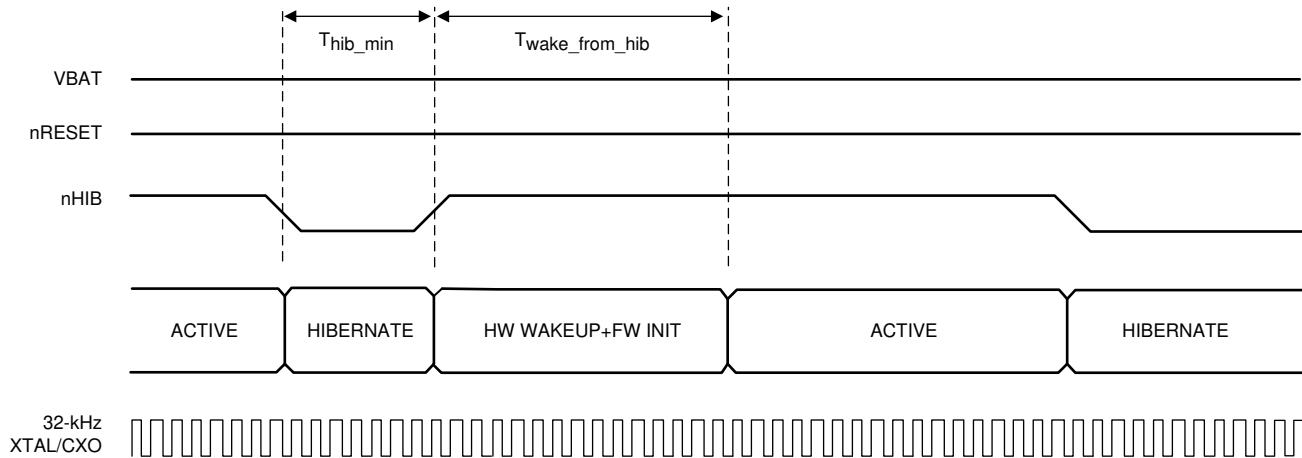 Thib_min
Twake_from_hib
VBAT
nRESET
nHIB
ACTIVE
HIBERNATE
HW WAKEUP+FW INIT
ACTIVE
HIBERNATE
32-kHz
XTAL/CXO